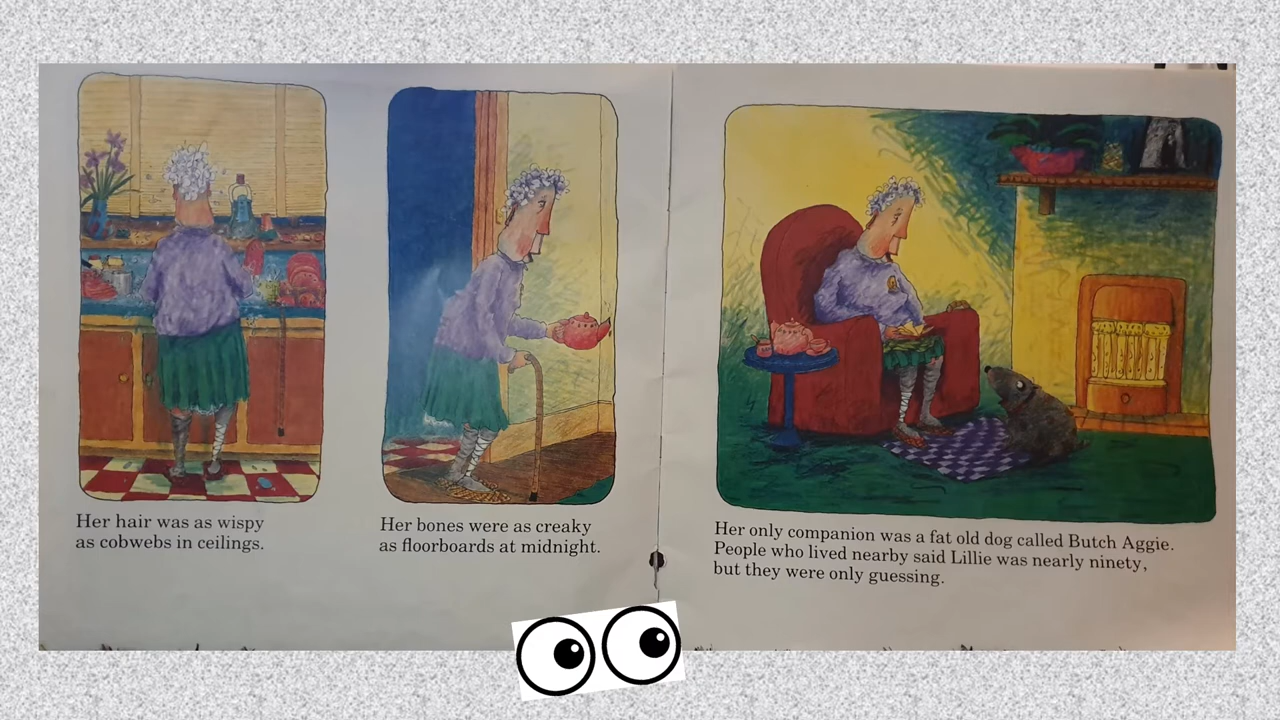 Her hair was as wispy
as cobwebs in ceilings.
Her bones were as creaky
as floorboards at midnight.
Her only companion was a fat old dog called Butch Aggie.
People who lived nearby said Lillie was nearly ninety,
but they were only guessing.